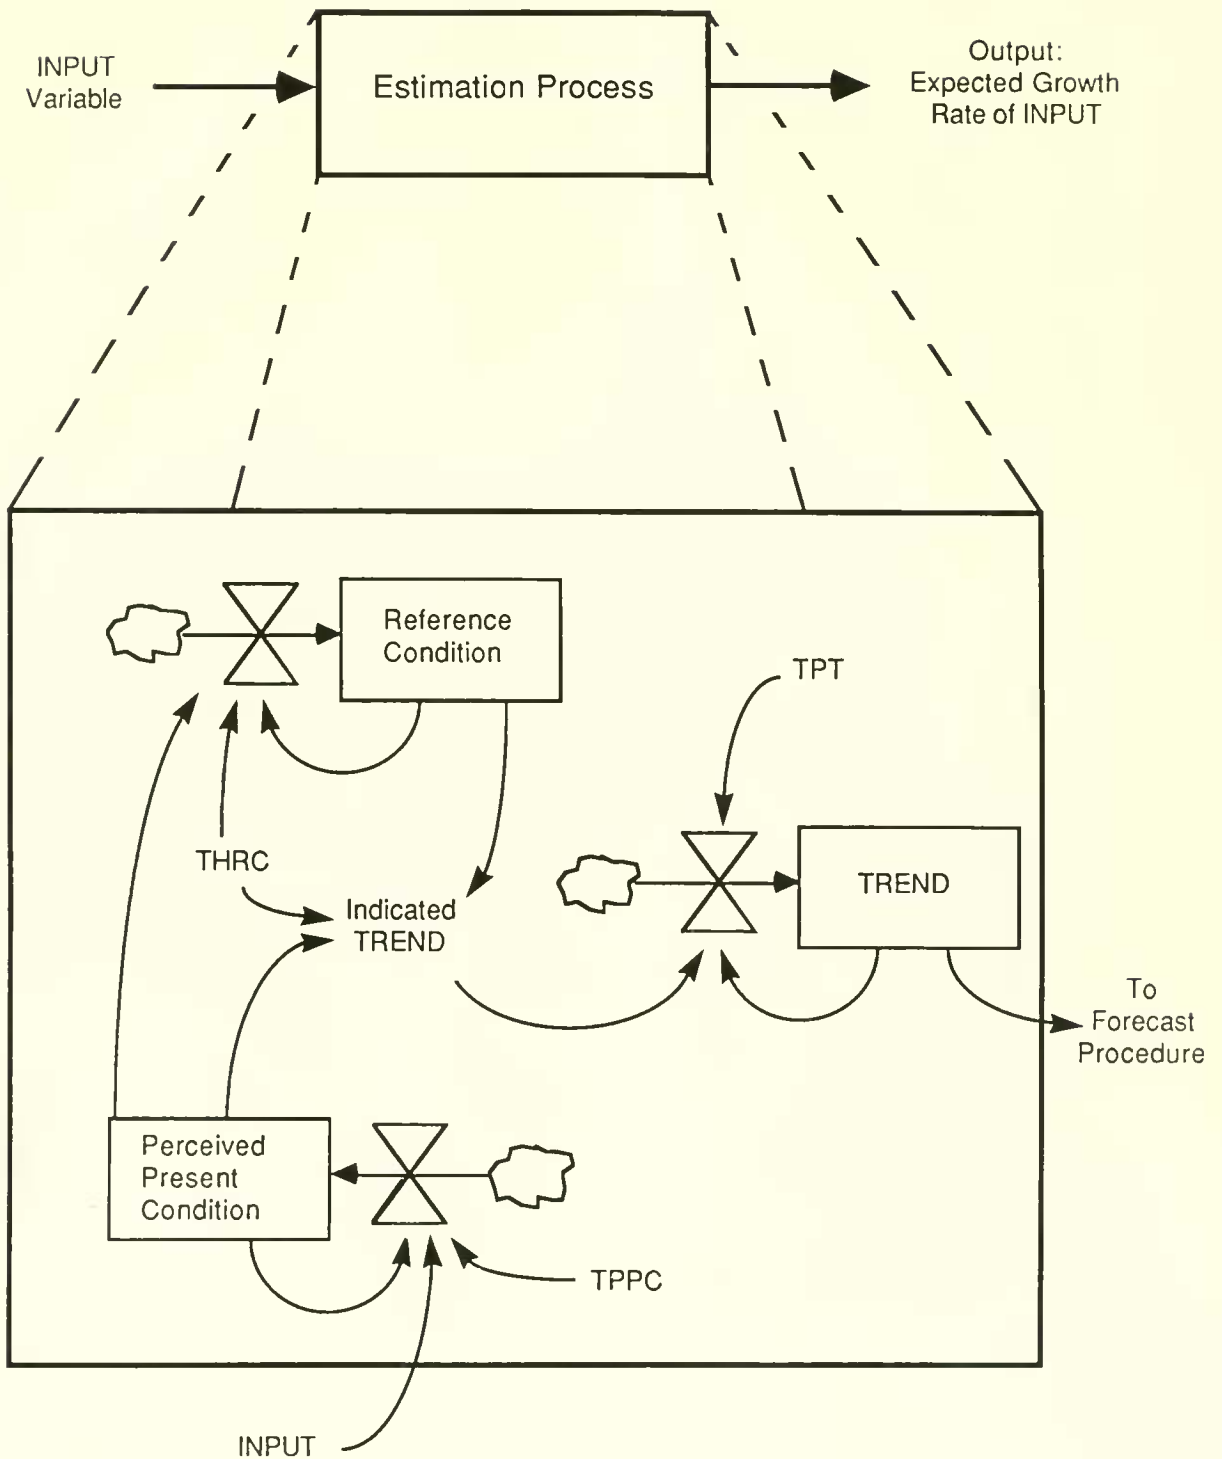 INPUT
Variable
Estimation Process
Output:
Expected Growth
Rate of INPUT
Reference
Condition
TPT
THRC
Indicated
TREND
TREND
To
Forecast
Procedure
Perceived
Present
Condition
TPPC
INPUT